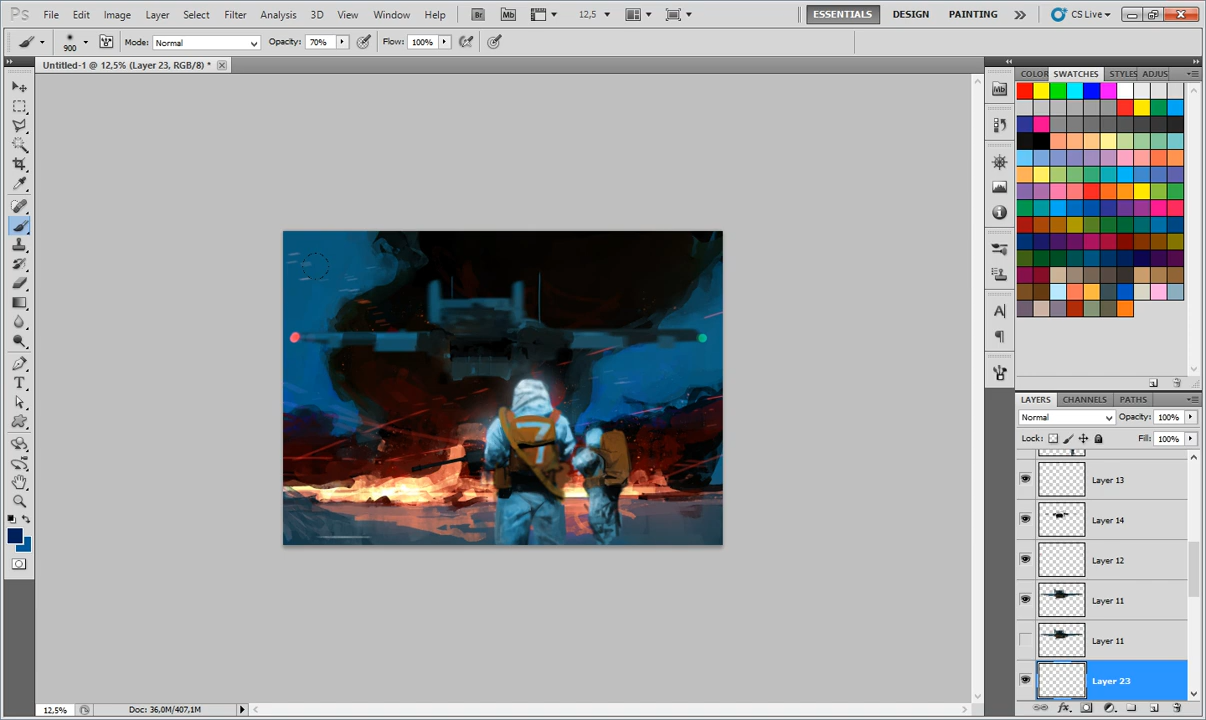 Ps File Edit Image Layer Select Filter Analysis 3D View Window Help Br Mb 12,5 ESSENTIALS DESIGN PAINTING CS Live
900 Mode: Normal Opacity: 70% Flow: 100%
Untitled-1 @ 12,5% (Layer 23, RGB/8) *
Mb
COLOR SWATCHES STYLES ADJUS
7
LAYERS CHANNELS PATHS
Normal Opacity: 100%
Lock: Fill: 100%
Layer 13
Layer 14
Layer 12
Layer 11
Layer 11
Layer 23
12,5% Doc: 36,0M/407,1M